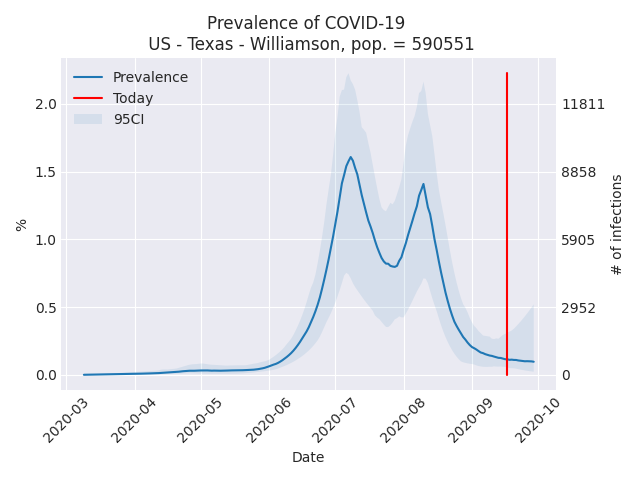 Prevalence of COVID-19
US - Texas - Williamson, pop. = 590551
Prevalence
Today
95CI
2.0
1.5
1.0
0.5
0.0
%
11811
8858
5905
2952
0
# of infections
2020-03
2020-04
2020-05
2020-06
2020-07
2020-08
2020-09
2020-10
Date